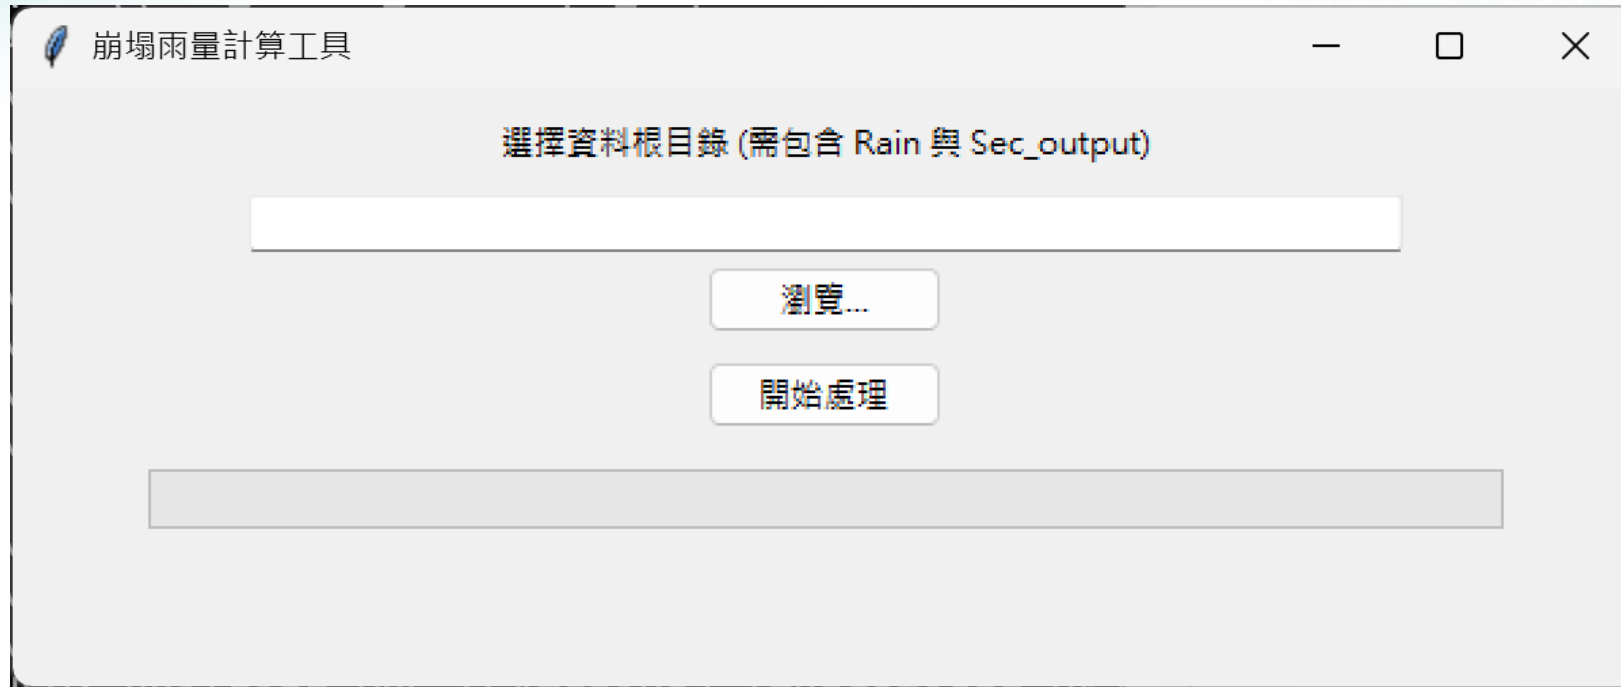 崩塌雨量計算工具
選擇資料根目錄 (需包含 Rain 與 Sec_output)
瀏覽...
開始處理